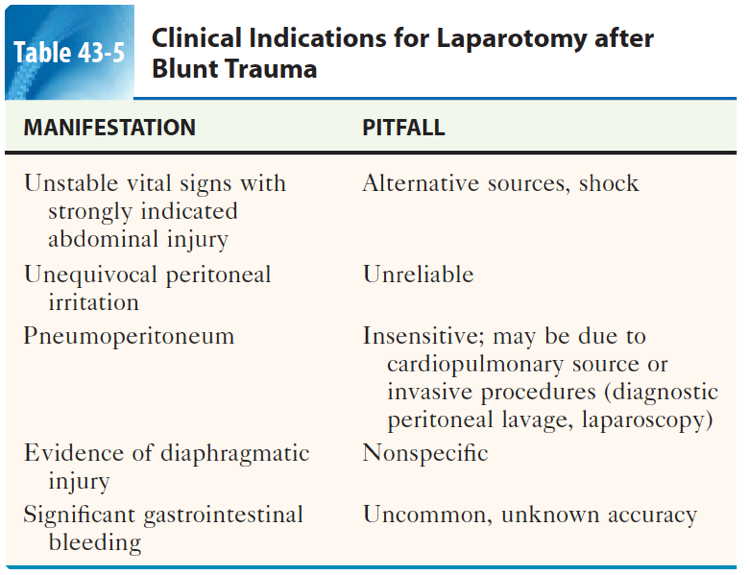 Table 43-5
Clinical Indications for Laparotomy after
Blunt Trauma
MANIFESTATION PITFALL
Unstable vital signs with Alternative sources, shock
strongly indicated
abdominal injury
Unequivocal peritoneal Unreliable
irritation
Pneumoperitoneum Insensitive; may be due to
cardiopulmonary source or
invasive procedures (diagnostic
peritoneal lavage, laparoscopy)
Evidence of diaphragmatic Nonspecific
injury
Significant gastrointestinal Uncommon, unknown accuracy
bleeding